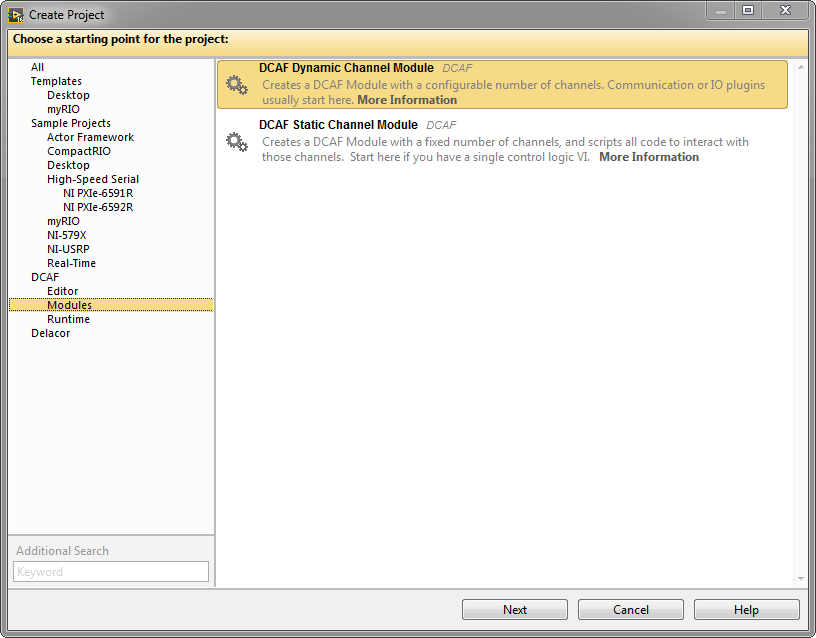 Create Project
Choose a starting point for the project:
All
Templates
Desktop
myRIO
Sample Projects
Actor Framework
CompactRIO
Desktop
High-Speed Serial
NI PXIe-6591R
NI PXIe-6592R
myRIO
NI-579X
NI-USRP
Real-Time
DCAF
Editor
Modules
Runtime
Delacor
Additional Search
Keyword
DCAF Dynamic Channel Module DCAF
Creates a DCAF Module with a configurable number of channels. Communication or IO plugins
usually start here. More Information
DCAF Static Channel Module DCAF
Creates a DCAF Module with a fixed number of channels, and scripts all code to interact with
those channels. Start here if you have a single control logic VI. More Information
Next Cancel Help